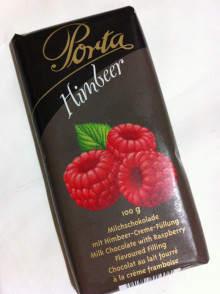 Porta
Himbeer
100 g
Milchschokolade
mit Himbeer-Creme-Füllung
Milk Chocolate with Raspberry
Flavoured Filling
Chocolat au lait fourré
à la crème framboise